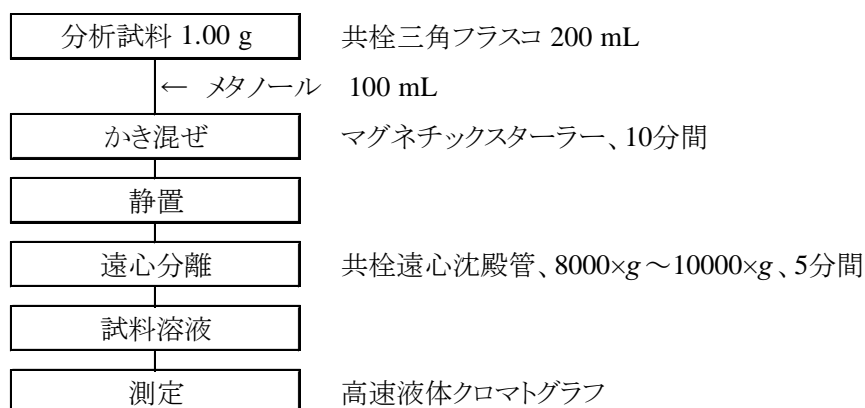 分析試料 1.00 g 共栓三角フラスコ 200 mL
← メタノール 100 mL
かき混ぜ マグネチックスターラー、10分間
静置
遠心分離 共栓遠心沈殿管、8000×g～10000×g、5分間
試料溶液
測定 高速液体クロマトグラフ